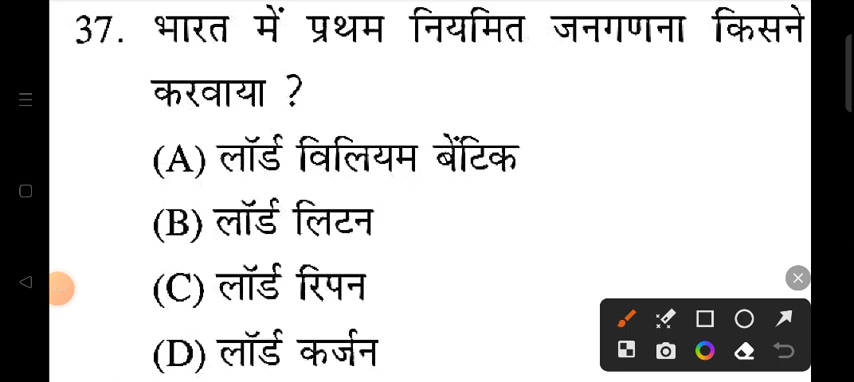 37. भारत में प्रथम नियमित जनगणना किसने
करवाया ?
(A) लॉर्ड विलियम बेंटिक
(B) लॉर्ड लिटन
(C) लॉर्ड रिपन
(D) लॉर्ड कर्जन